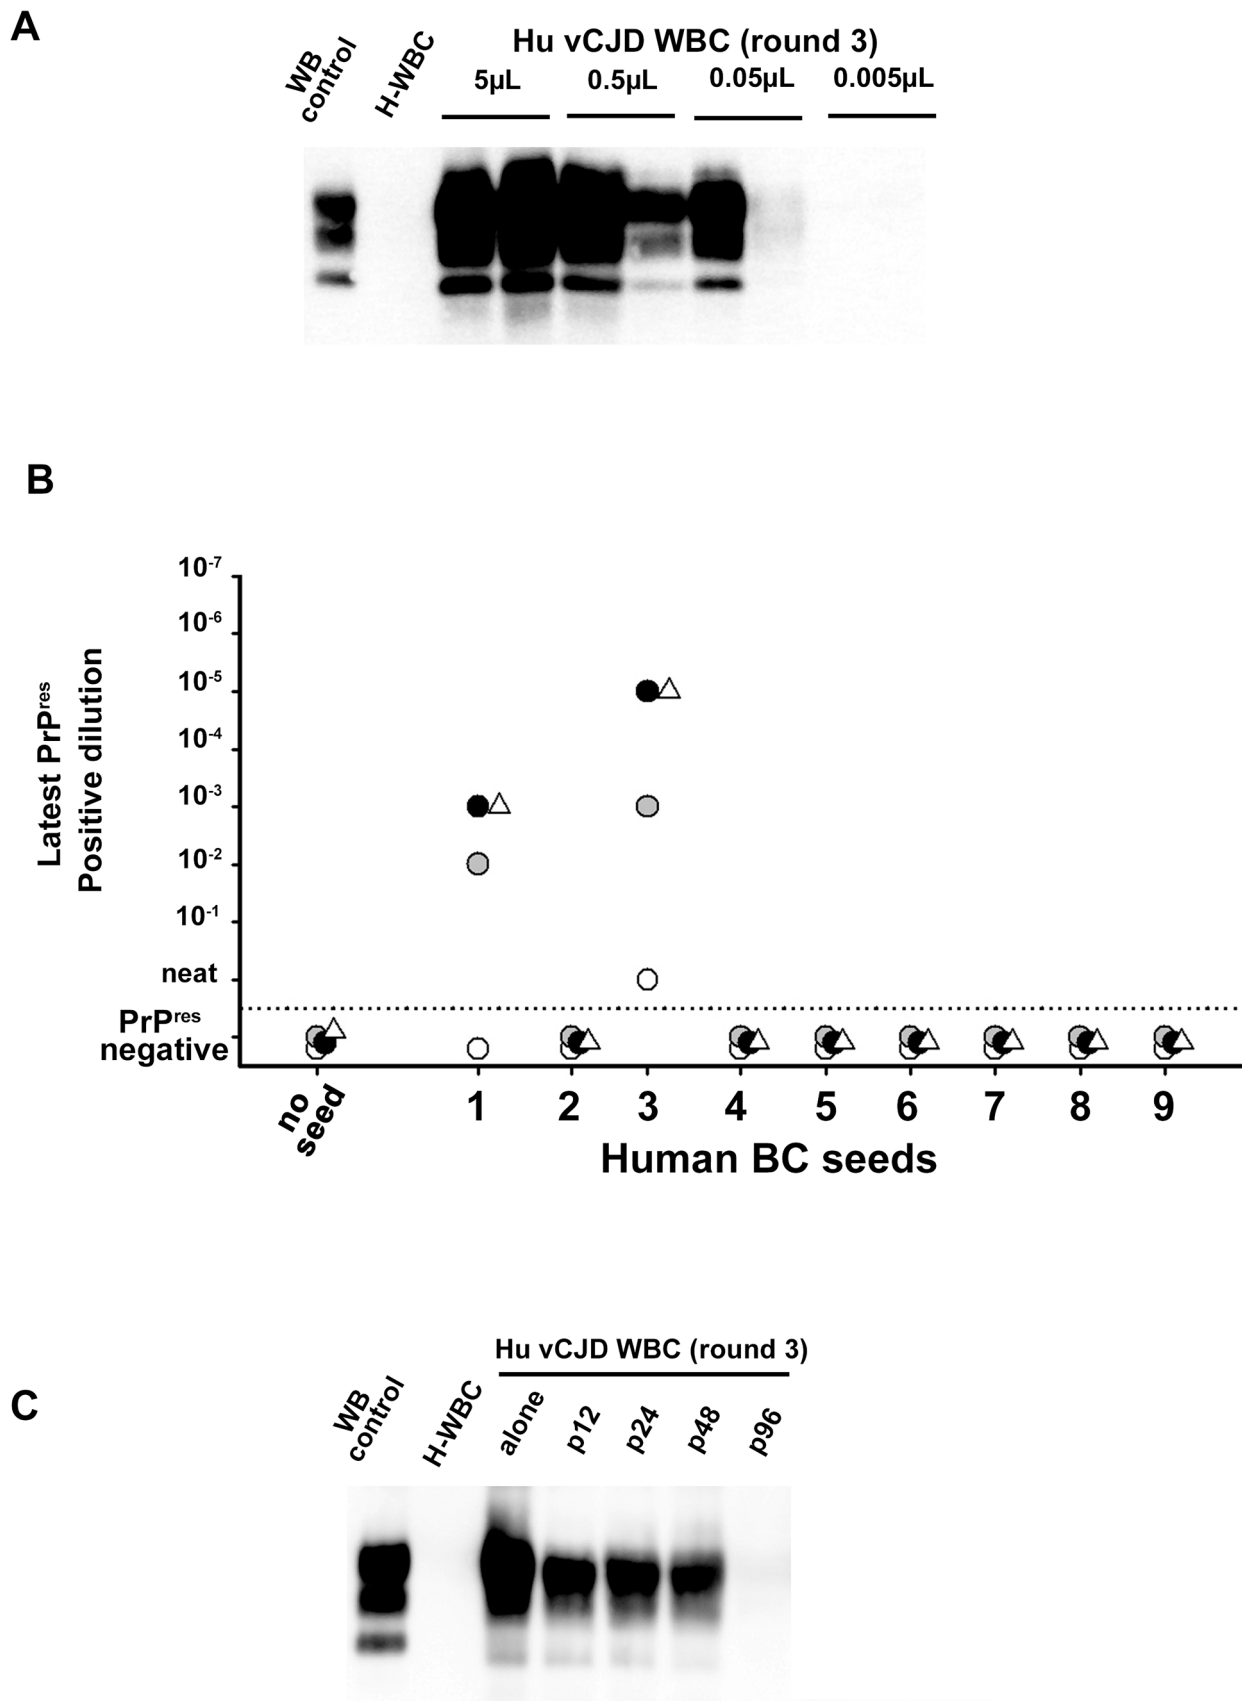 A
WB
control
H-WBC
Hu vCJD WBC (round 3)
5µL
0.5µL
0.05µL
0.005µL
B
Latest PrPres
Positive dilution
10-7
10-6
10-5
10-4
10-3
10-2
10-1
neat
PrPres
negative
no
seed
1 2 3 4 5 6 7 8 9
Human BC seeds
C
Hu vCJD WBC (round 3)
WB
control
H-WBC
alone
p12
p24
p48
p96